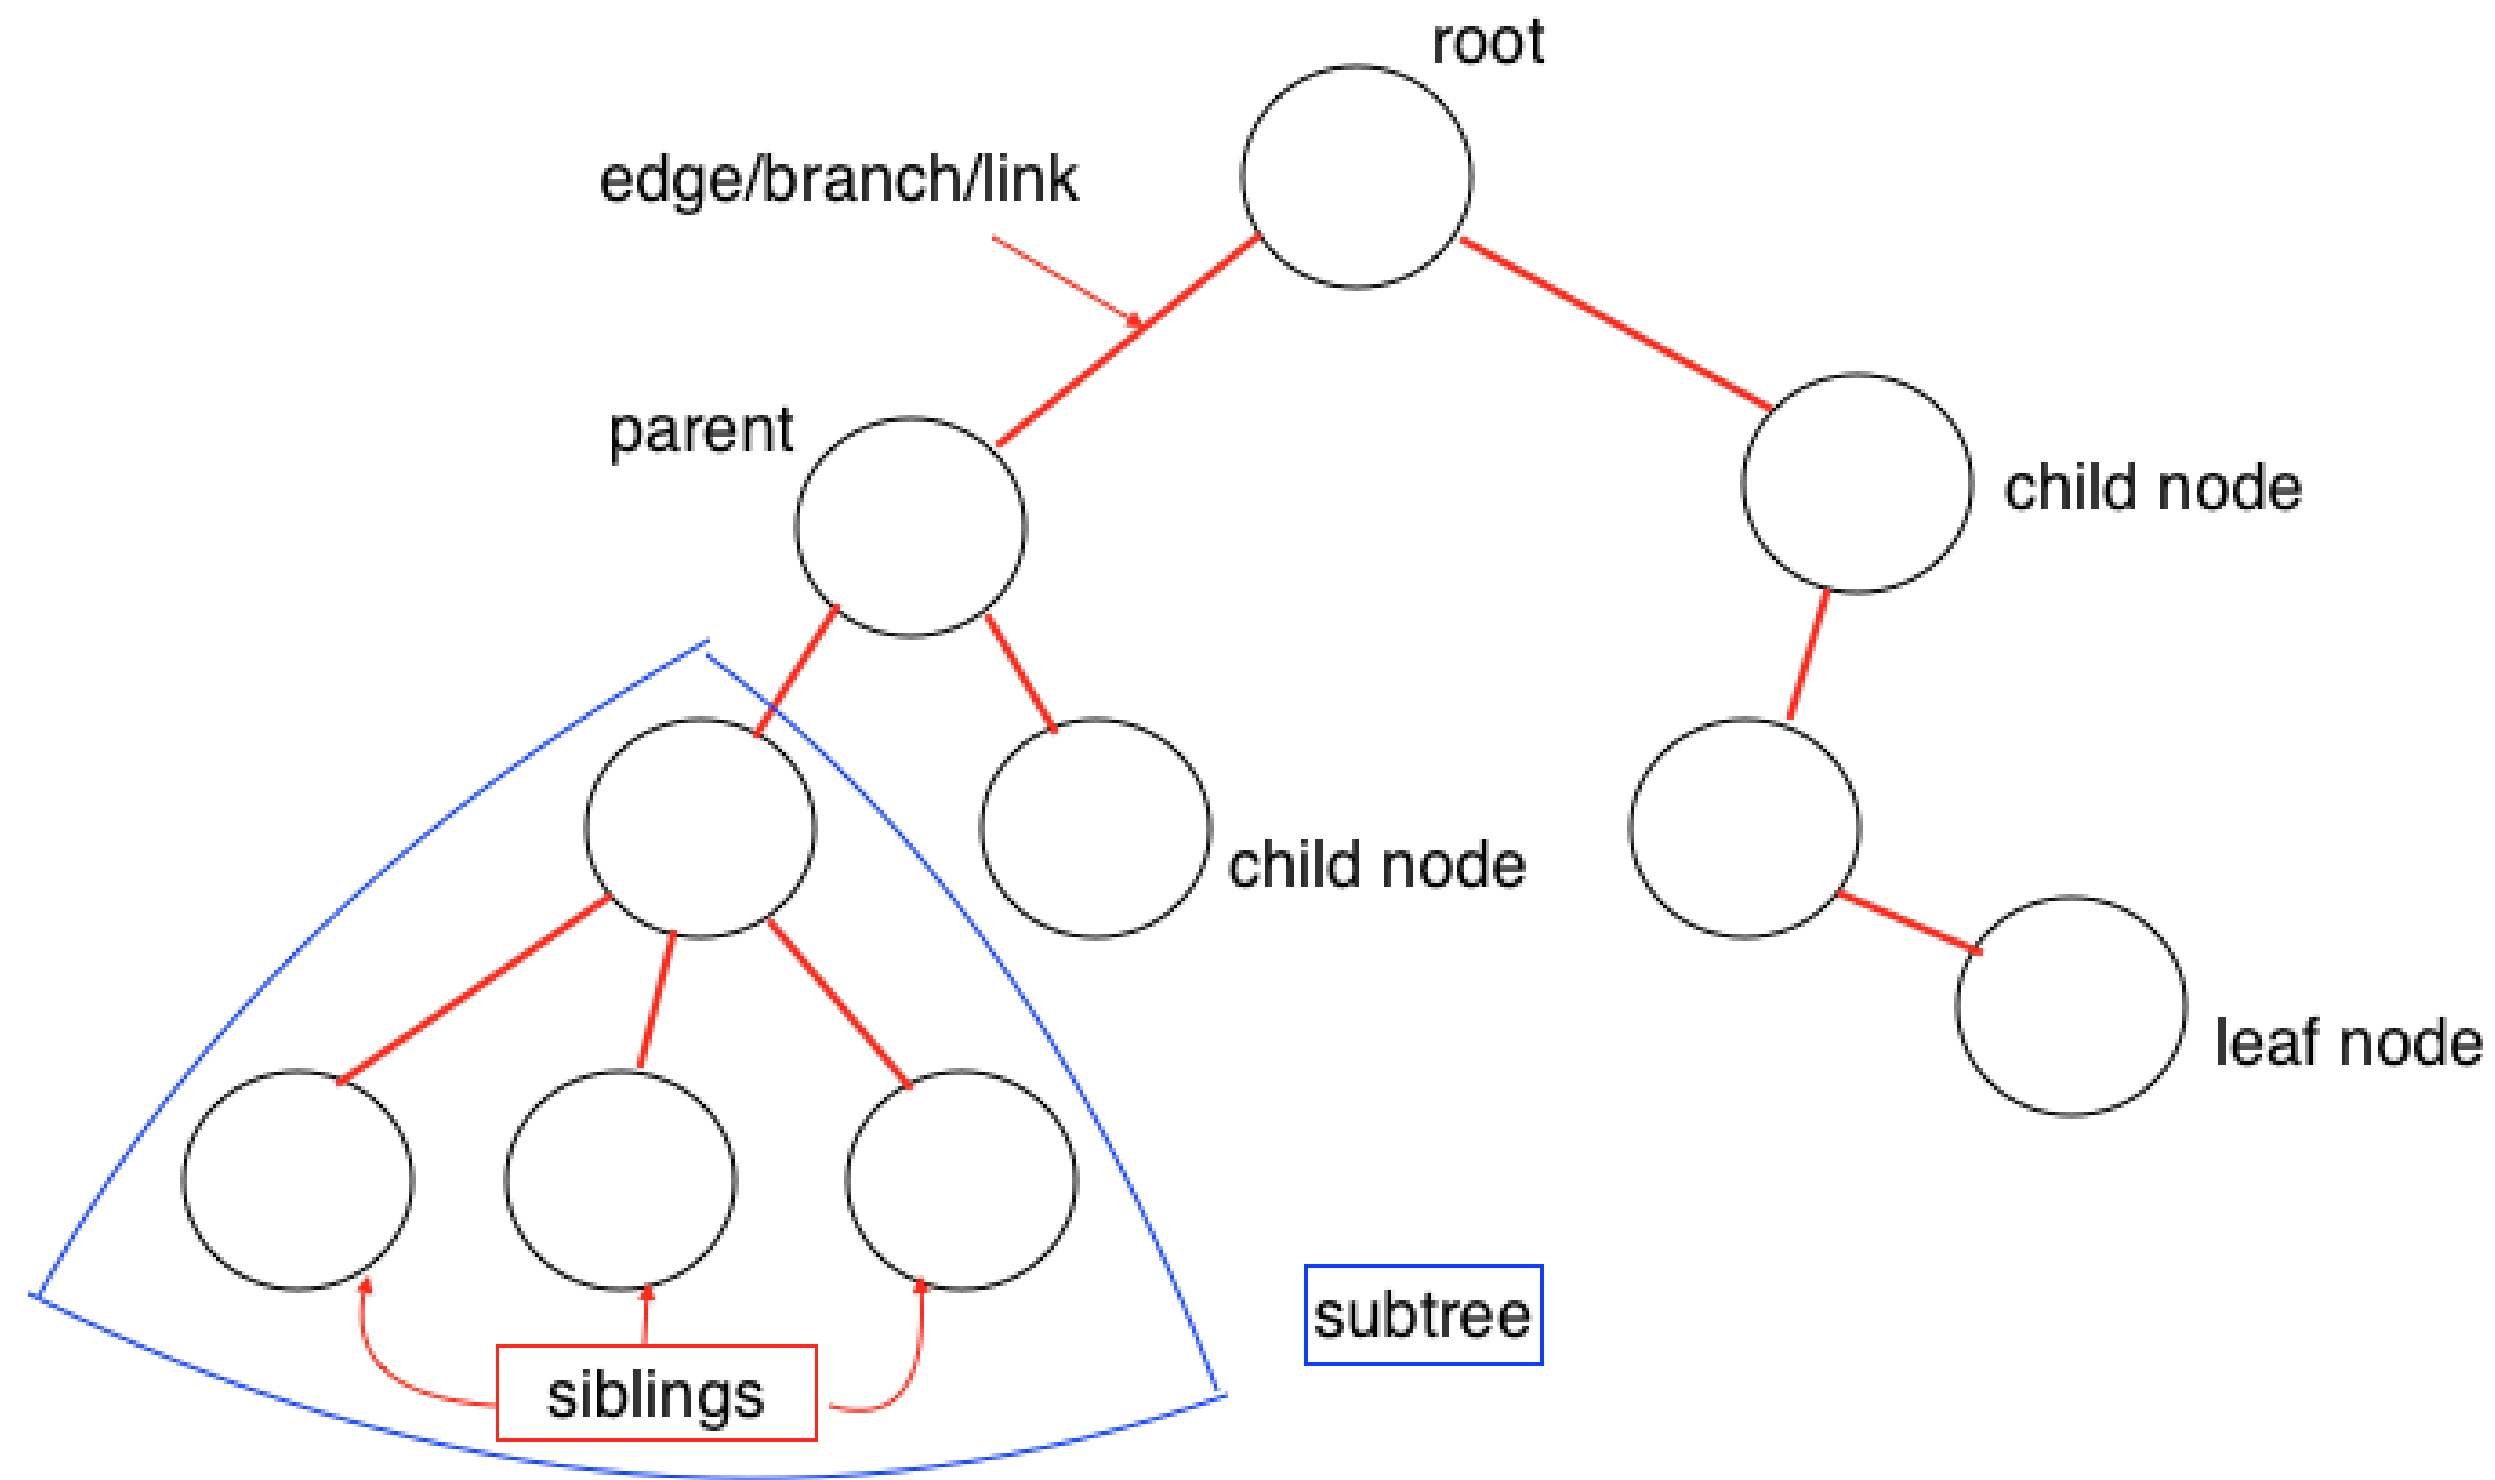 root
edge/branch/link
parent
child node
child node
leaf node
subtree
siblings